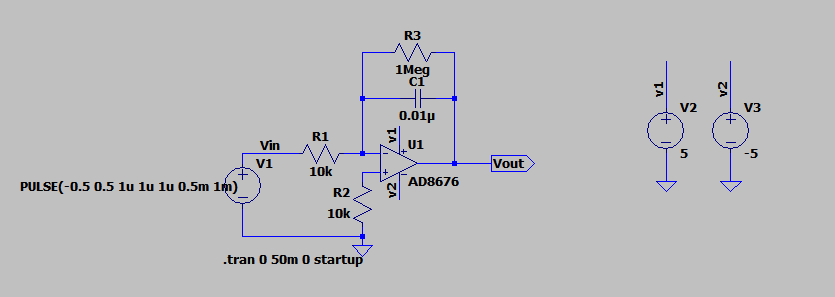 R3
1Meg
C1
0.01µ
v1
U1
Vin
R1
10k
V1
PULSE(-0.5 0.5 1u 1u 1u 0.5m 1m)
R2
10k
v2
AD8676
Vout
.tran 0 50m 0 startup
v1
V2
5
v2
V3
-5